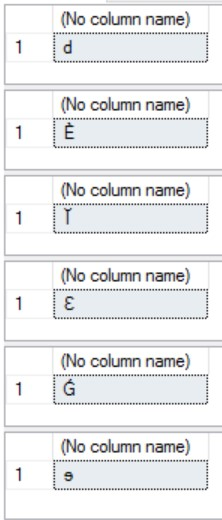 (No column name)
1 d
(No column name)
1 È
(No column name)
1 Ĭ
(No column name)
1 Ɛ
(No column name)
1 Ǵ
(No column name)
1 ɘ